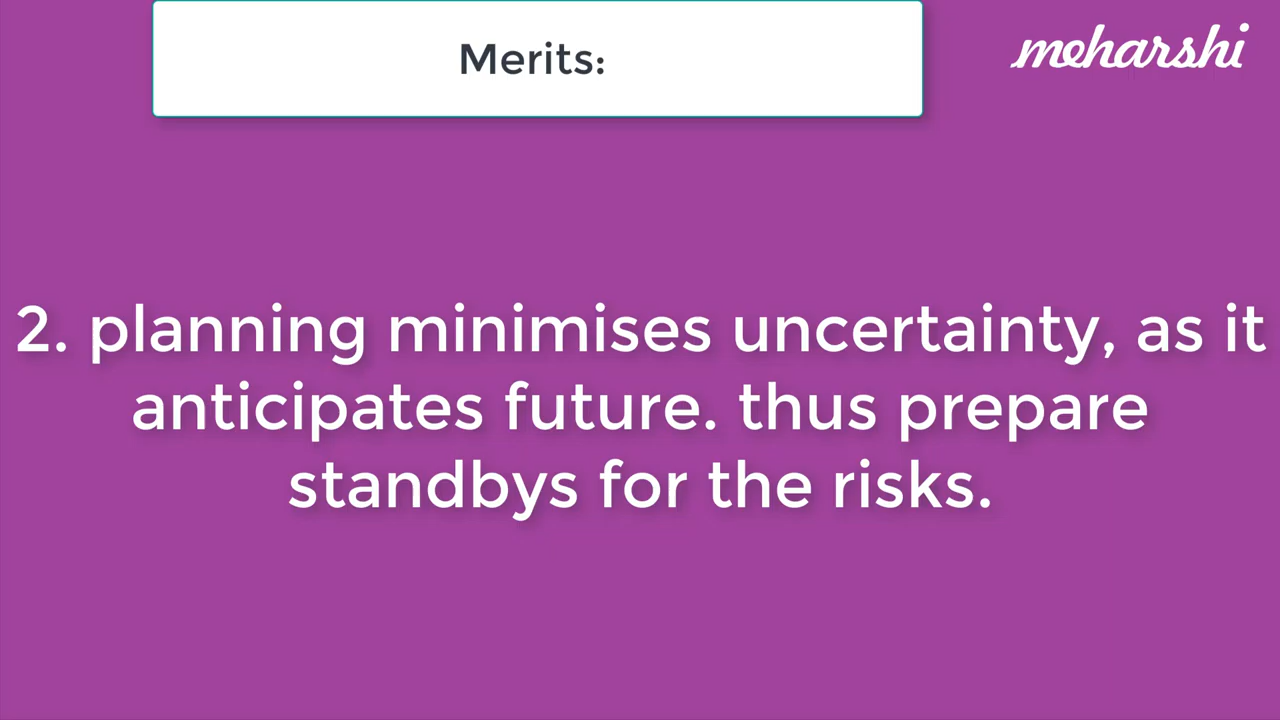 Merits:
meharshi
2. planning minimises uncertainty, as it
anticipates future. thus prepare
standbys for the risks.